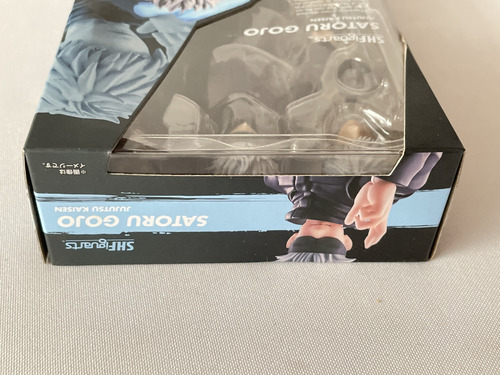 S.H.Figuarts
SATORU GOJO
JUJUTSU KAISEN
※画像は
イメージです。
SATORU GOJO
JUJUTSU KAISEN
S.H.Figuarts